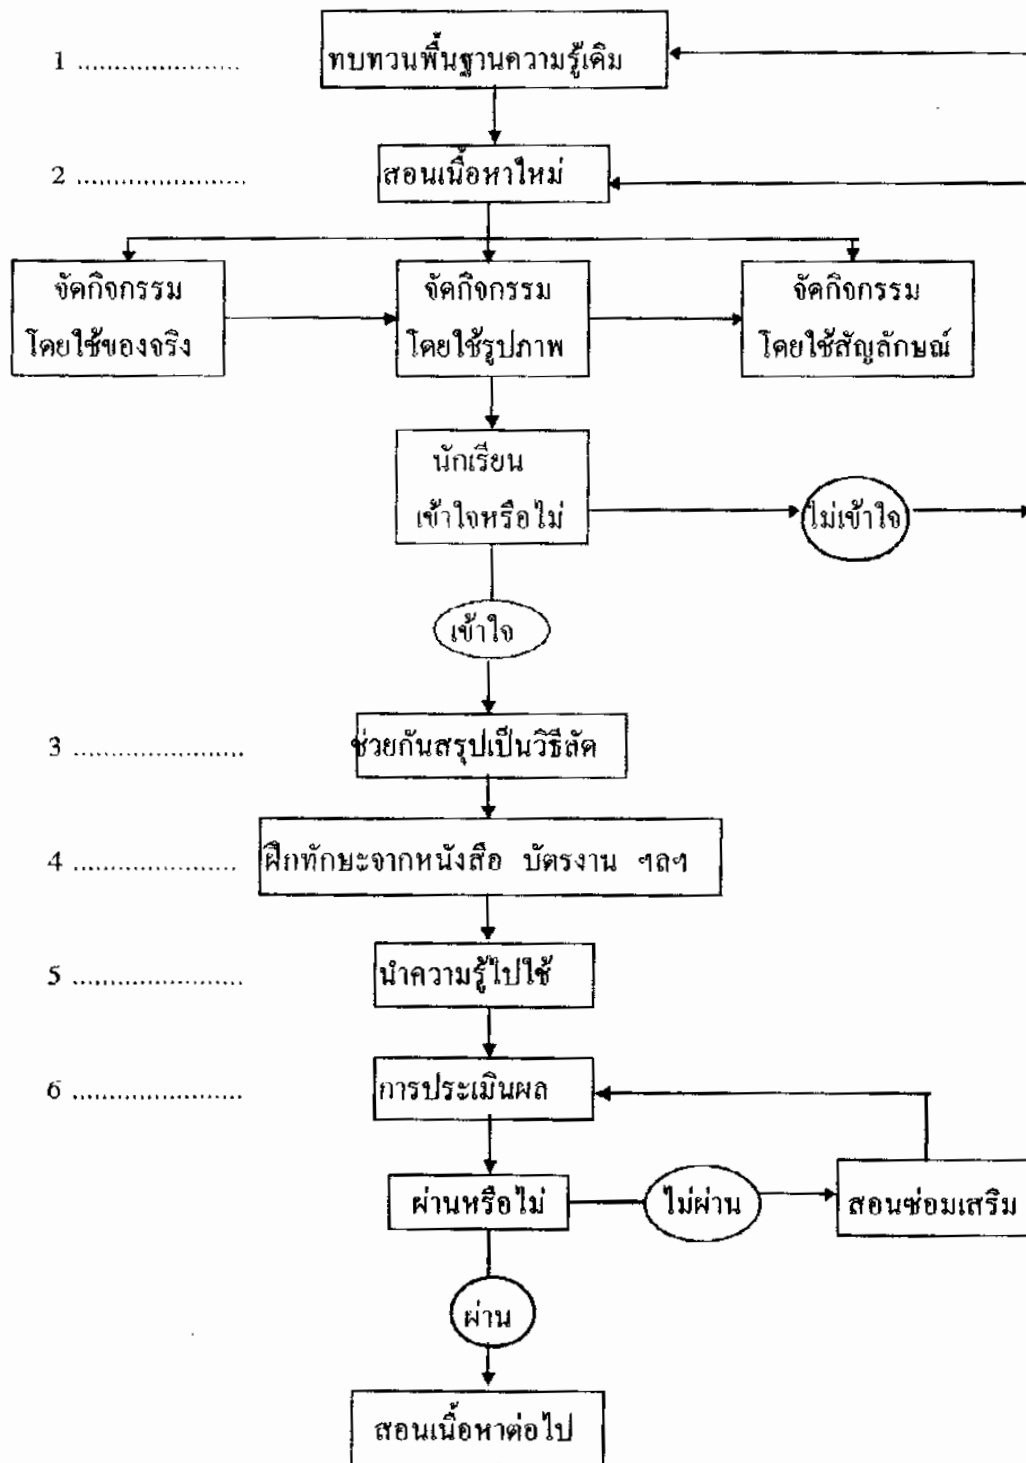 1 ...................... ทบทวนพื้นฐานความรู้เดิม
2 ...................... สอนเนื้อหาใหม่
จัดกิจกรรม จัดกิจกรรม จัดกิจกรรม
โดยใช้ของจริง โดยใช้รูปภาพ โดยใช้สัญลักษณ์
นักเรียน
เข้าใจหรือไม่ ไม่เข้าใจ
เข้าใจ
3 ...................... ช่วยกันสรุปเป็นวิธีลัด
4 ...................... ฝึกทักษะจากหนังสือ บัตรงาน ฯลฯ
5 ...................... นำความรู้ไปใช้
6 ...................... การประเมินผล
ผ่านหรือไม่ ไม่ผ่าน สอนซ่อมเสริม
ผ่าน
สอนเนื้อหาต่อไป